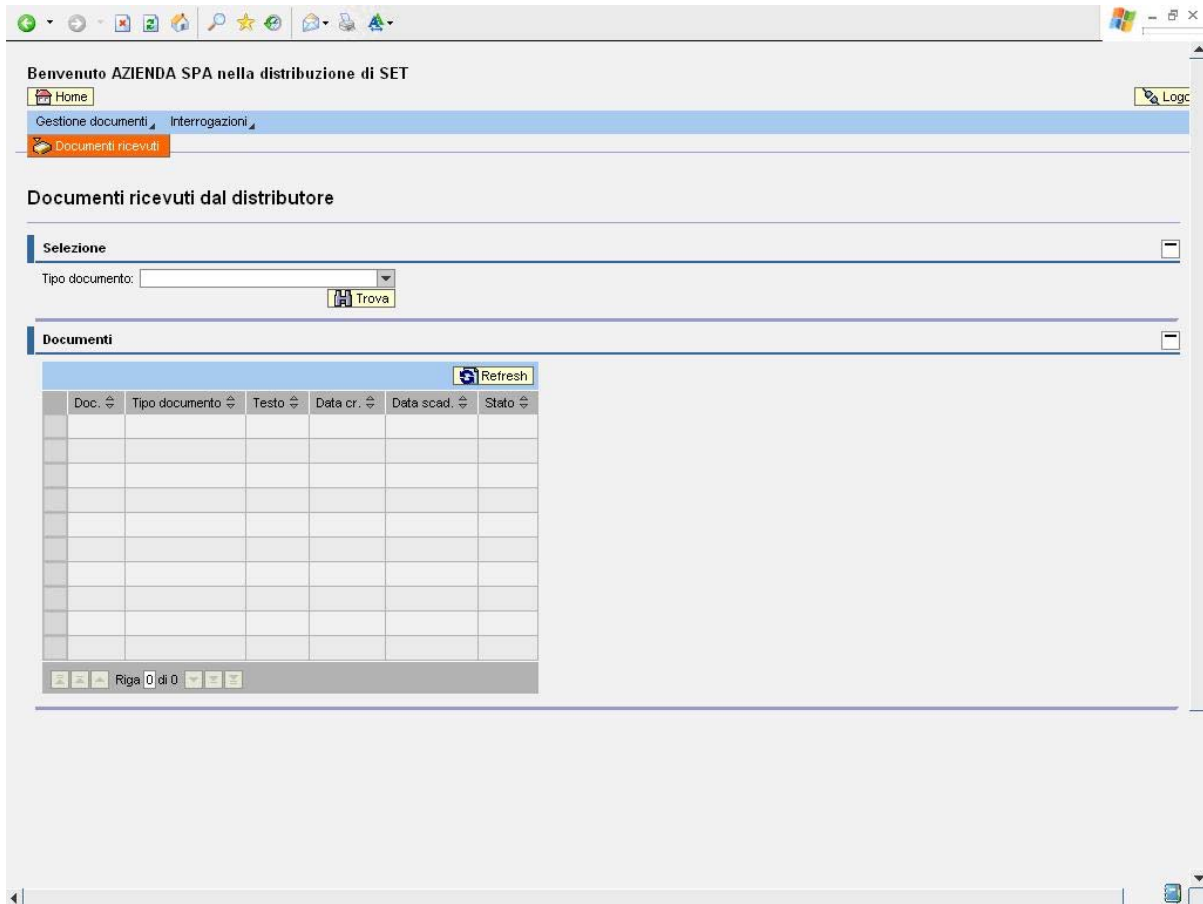 Benvenuto AZIENDA SPA nella distribuzione di SET
Home Logo
Gestione documenti Interrogazioni
Documenti ricevuti
Documenti ricevuti dal distributore
Selezione
Tipo documento:
Trova
Documenti
Refresh
Doc. Tipo documento Testo Data cr. Data scad. Stato
Riga 0 di 0